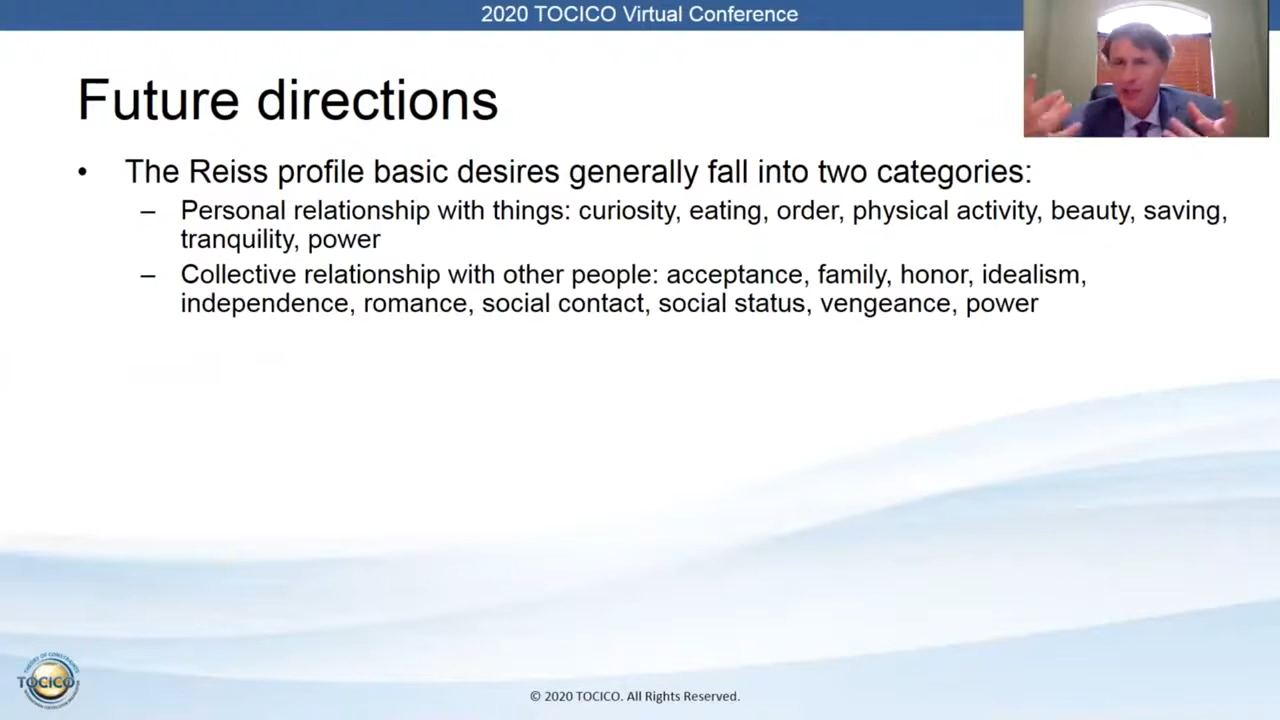 2020 TOCICO Virtual Conference
Future directions
• The Reiss profile basic desires generally fall into two categories:
– Personal relationship with things: curiosity, eating, order, physical activity, beauty, saving,
tranquility, power
– Collective relationship with other people: acceptance, family, honor, idealism,
independence, romance, social contact, social status, vengeance, power
TOCICO
© 2020 TOCICO. All Rights Reserved.